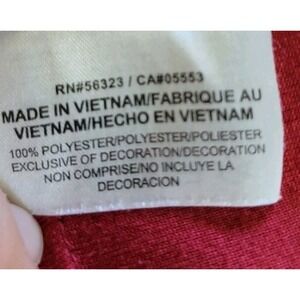 RN#56323 / CA#05553
MADE IN VIETNAM/FABRIQUE AU
VIETNAM/HECHO EN VIETNAM
100% POLYESTER/POLYESTER/POLIESTER
EXCLUSIVE OF DECORATION/DECORATION
NON COMPRISE/NO INCLUYE LA
DECORACION